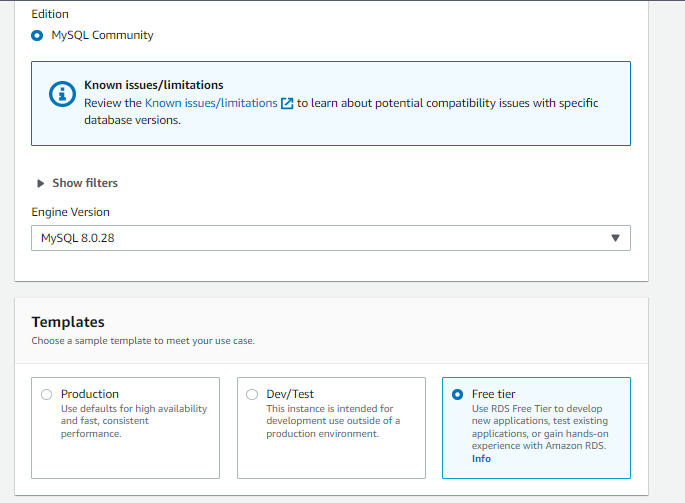 Edition
MySQL Community
Known issues/limitations
Review the Known issues/limitations to learn about potential compatibility issues with specific
database versions.
Show filters
Engine Version
MySQL 8.0.28
Templates
Choose a sample template to meet your use case.
Production
Use defaults for high availability
and fast, consistent
performance.
Dev/Test
This instance is intended for
development use outside of a
production environment.
Free tier
Use RDS Free Tier to develop
new applications, test existing
applications, or gain hands-on
experience with Amazon RDS.
Info